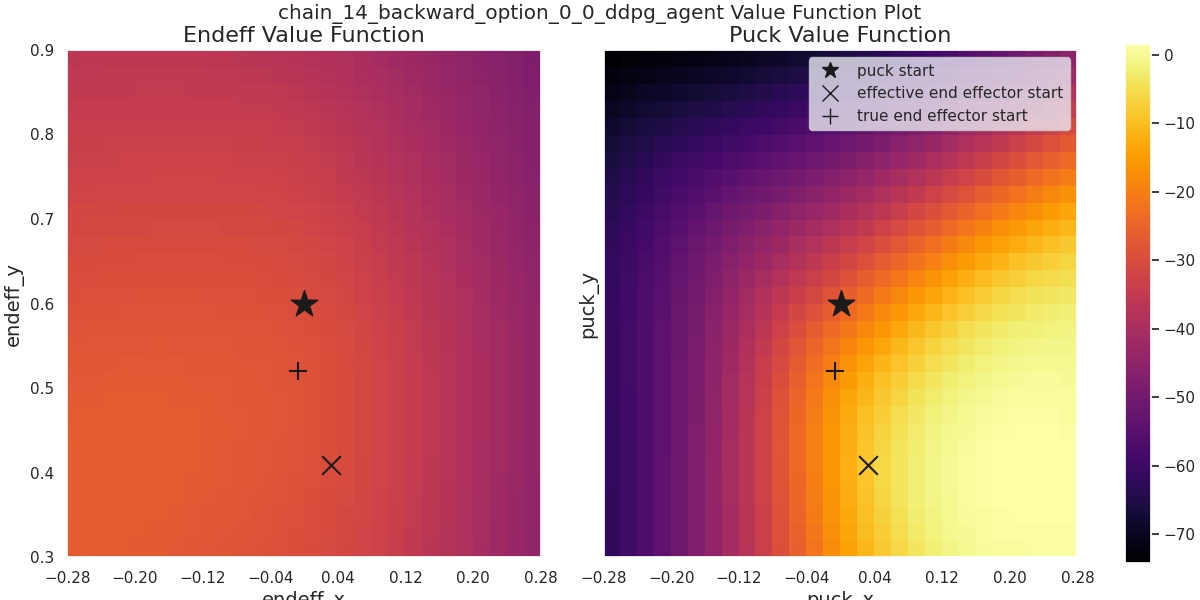 chain_14_backward_option_0_0_ddpg_agent Value Function Plot
Endeff Value Function
Puck Value Function
puck start
effective end effector start
true end effector start
endeff_y
0.9
0.8
0.7
0.6
0.5
0.4
0.3
−0.28 −0.20 −0.12 −0.04 0.04 0.12 0.20 0.28
endeff_x
puck_y
−0.28 −0.20 −0.12 −0.04 0.04 0.12 0.20 0.28
puck_x
0
−10
−20
−30
−40
−50
−60
−70